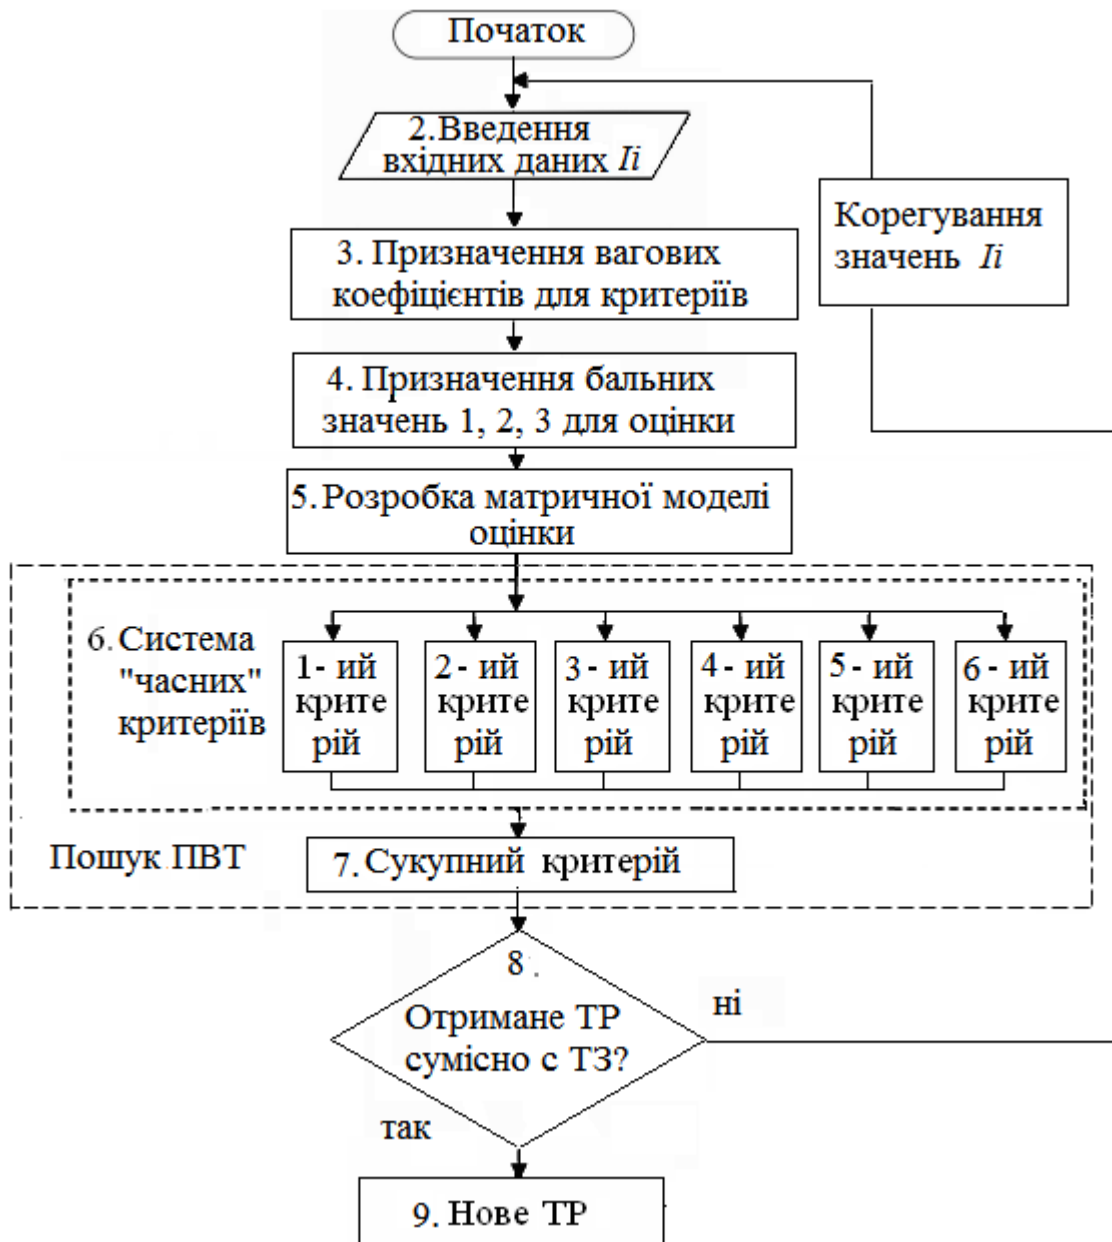 Початок
2.Введення
вхідних даних Ii
Корегування
значень Ii
3. Призначення вагових
коефіцієнтів для критеріїв
4. Призначення бальних
значень 1, 2, 3 для оцінки
5.Розробка матричної моделі
оцінки
6.Система
"часних"
критеріїв
1- ий
крите
рій
2- ий
крите
рій
3- ий
крите
рій
4- ий
крите
рій
5- ий
крите
рій
6- ий
крите
рій
Пошук ПВТ
7.Сукупний критерій
8.
Отримане ТР
сумісно с ТЗ?
ні
так
9. Нове ТР